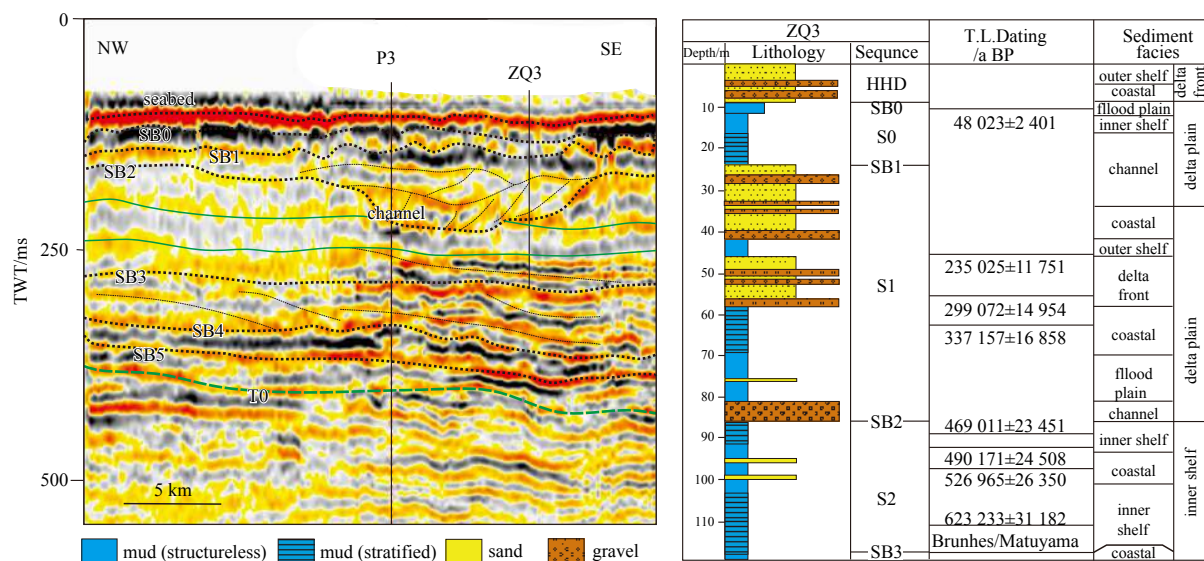 0
NW
SE
P3
ZQ3
seabed
SB0
SB1
SB2
channel
250
SB3
SB4
SB5
T0
500
5 km
TWT/ms
mud (structureless)
mud (stratified)
sand
gravel
ZQ3
T.L.Dating
/a BP
Sediment
facies
Depth/m
Lithology
Sequnce
HHD
outer shelf
coastal
delta
front
10
SB0
fllood plain
S0
48 023±2 401
inner shelf
20
SB1
channel
delta plain
30
40
coastal
outer shelf
50
S1
235 025±11 751
delta
front
60
299 072±14 954
337 157±16 858
coastal
delta plain
70
fllood
plain
80
channel
SB2
469 011±23 451
90
490 171±24 508
inner shelf
100
526 965±26 350
coastal
S2
inner
shelf
inner shelf
110
623 233±31 182
Brunhes/Matuyama
SB3
coastal